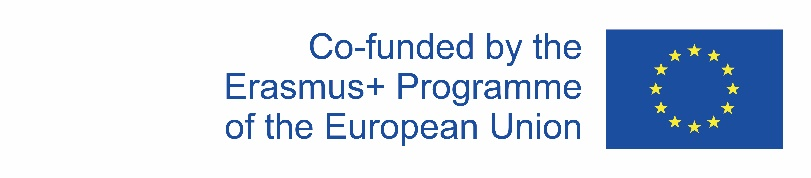 Co-funded by the
Erasmus+ Programme
of the European Union